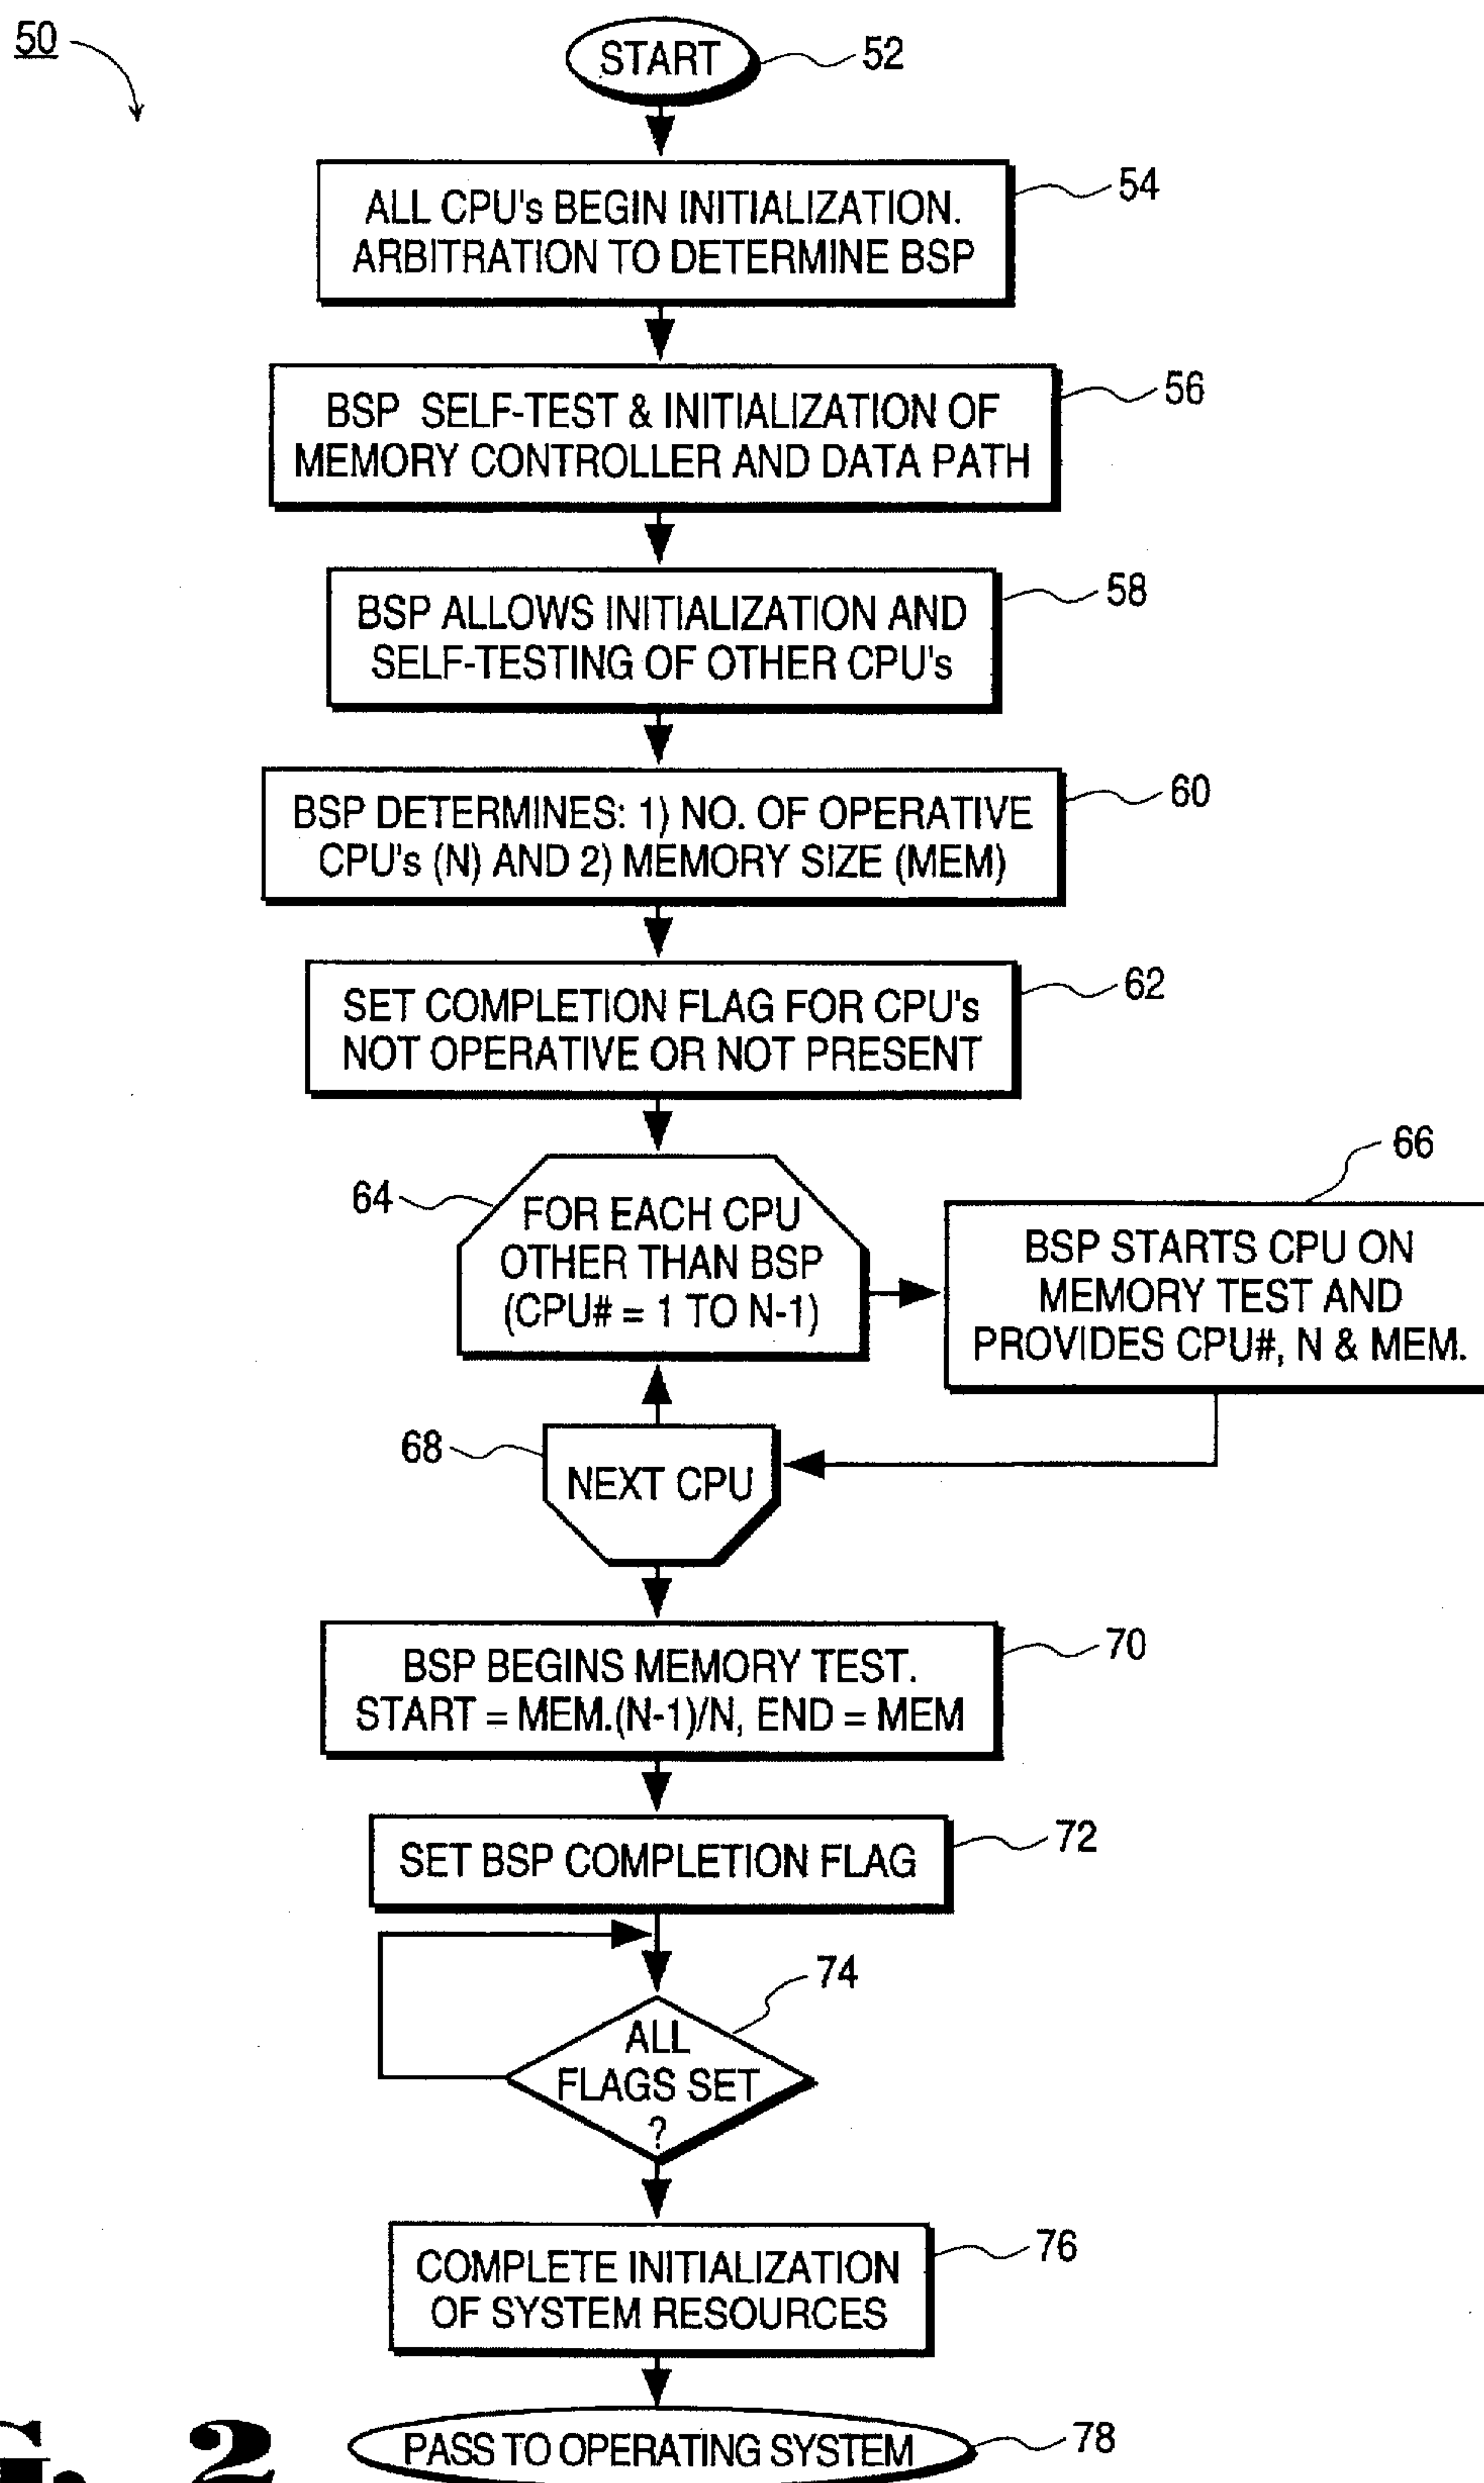 50
START
52
ALL CPU's BEGIN INITIALIZATION.
ARBITRATION TO DETERMINE BSP
54
BSP SELF-TEST & INITIALIZATION OF
MEMORY CONTROLLER AND DATA PATH
56
BSP ALLOWS INITIALIZATION AND
SELF-TESTING OF OTHER CPU's
58
BSP DETERMINES: 1) NO. OF OPERATIVE
CPU's (N) AND 2) MEMORY SIZE (MEM)
60
SET COMPLETION FLAG FOR CPU's
NOT OPERATIVE OR NOT PRESENT
62
64
FOR EACH CPU
OTHER THAN BSP
(CPU# = 1 TO N-1)
66
BSP STARTS CPU ON
MEMORY TEST AND
PROVIDES CPU#, N & MEM.
68
NEXT CPU
BSP BEGINS MEMORY TEST.
START = MEM.(N-1)/N, END = MEM
70
SET BSP COMPLETION FLAG
72
74
ALL
FLAGS SET
?
COMPLETE INITIALIZATION
OF SYSTEM RESOURCES
76
PASS TO OPERATING SYSTEM
78
2